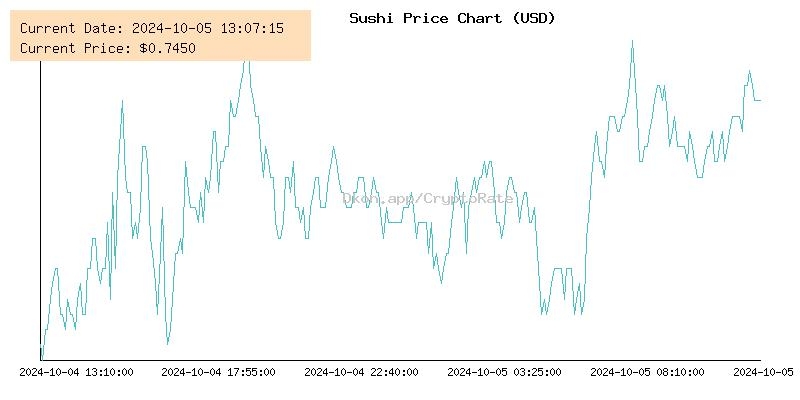 Sushi Price Chart (USD)
Current Date: 2024-10-05 13:07:15
Current Price: $0.7450
Dkon.app/CryptoRate
2024-10-04 13:10:00 2024-10-04 17:55:00 2024-10-04 22:40:00 2024-10-05 03:25:00 2024-10-05 08:10:00 2024-10-05